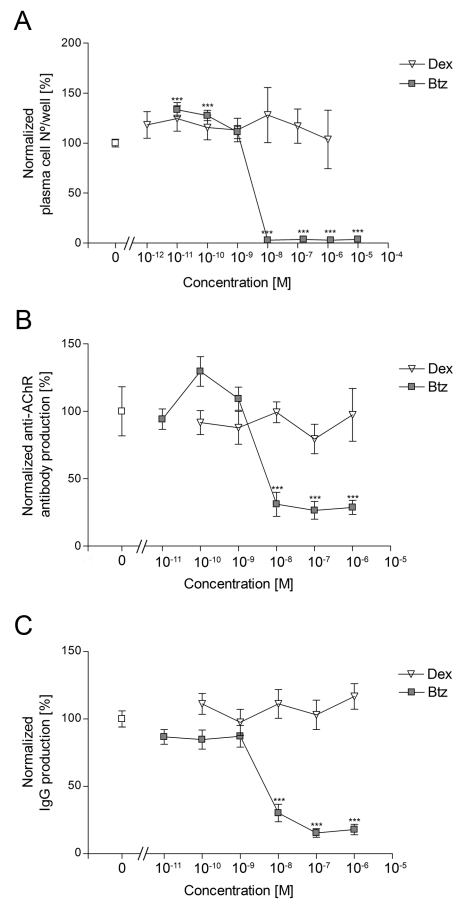 A
200
150
100
50
0
Normalized
plasma cell Nº/well [%]
*** ***
*** *** *** ***
Dex
Btz
0 10⁻¹² 10⁻¹¹ 10⁻¹⁰ 10⁻⁹ 10⁻⁸ 10⁻⁷ 10⁻⁶ 10⁻⁵ 10⁻⁴
Concentration [M]
B
150
100
50
0
Normalized anti-AChR
antibody production [%]
Dex
Btz
*** *** ***
0 10⁻¹¹ 10⁻¹⁰ 10⁻⁹ 10⁻⁸ 10⁻⁷ 10⁻⁶ 10⁻⁵
Concentration [M]
C
150
100
50
0
Normalized
IgG production [%]
Dex
Btz
*** *** ***
0 10⁻¹¹ 10⁻¹⁰ 10⁻⁹ 10⁻⁸ 10⁻⁷ 10⁻⁶ 10⁻⁵
Concentration [M]